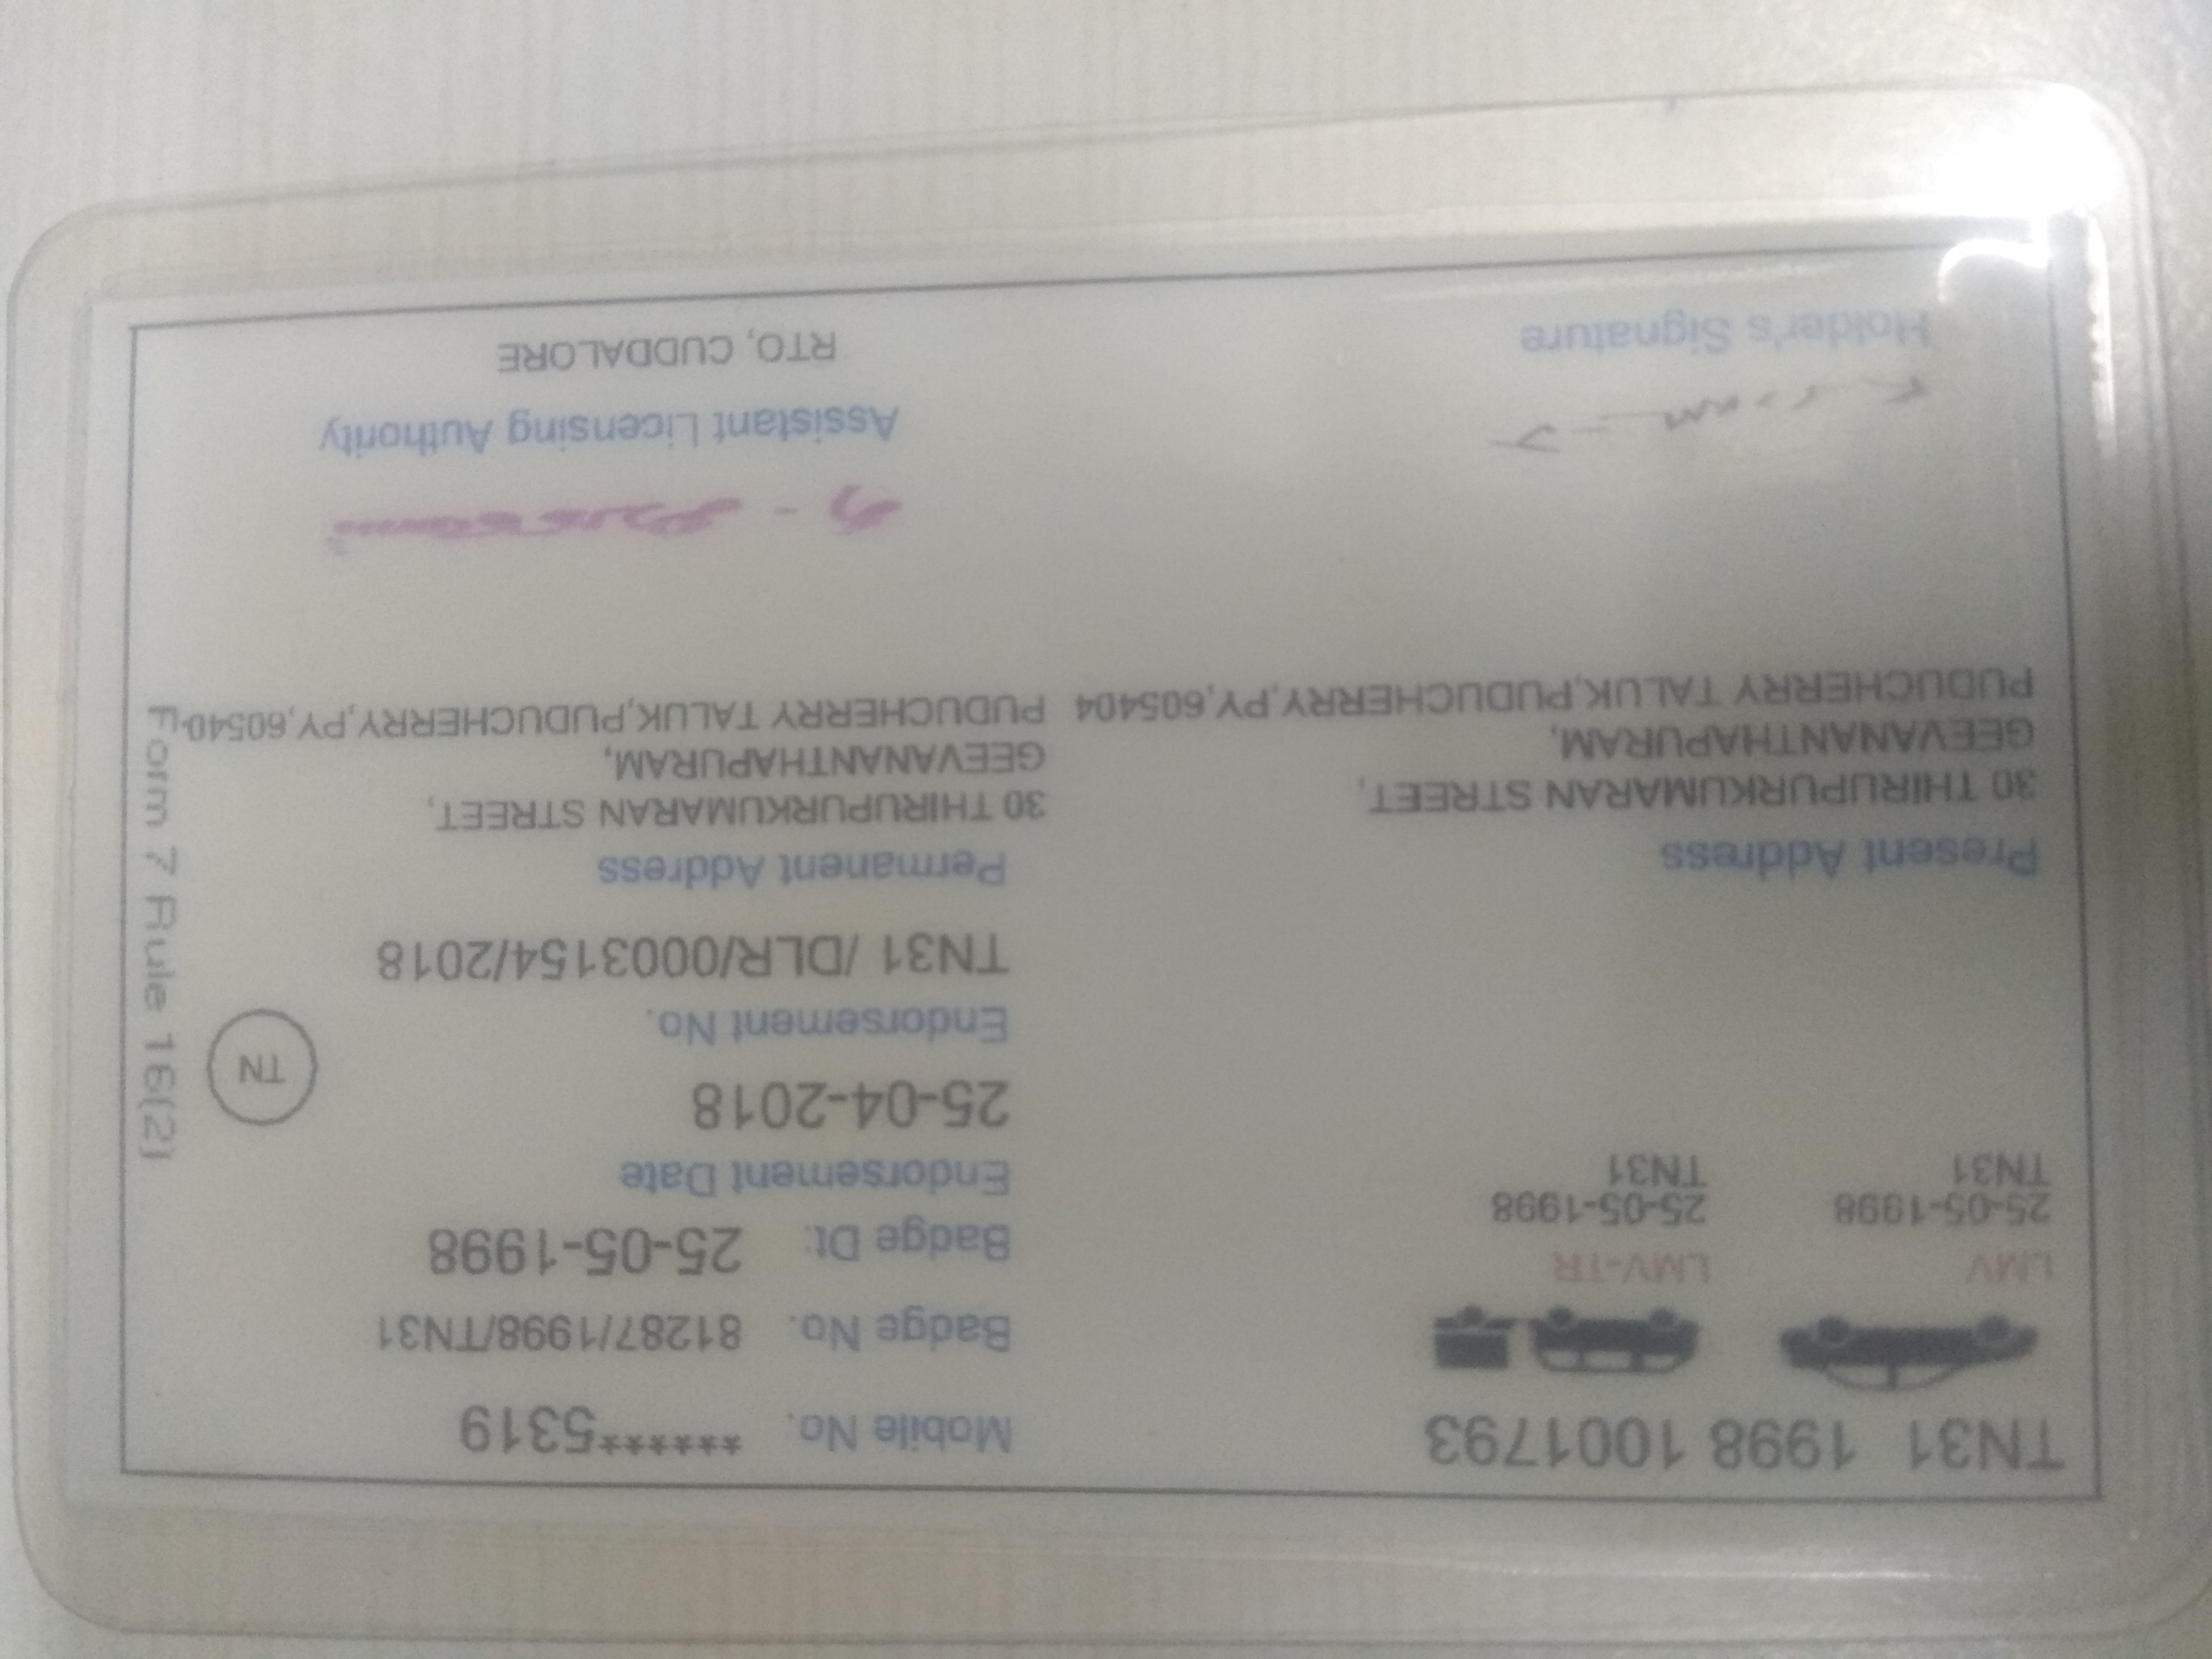 TN31 1998 1001793
LMV
25-05-1998
TN31
LMV-TR
25-05-1998
TN31
Mobile No. ******5319
Badge No. 81287/1998/TN31
Badge Dt. 25-05-1998
Endorsement Date
25-04-2018
Endorsement No.
TN31 /DLR/0003154/2018
TN
Form 7 Rule 16(2)
Present Address
30 THIRUPURKUMARAN STREET,
GEEVANANTHAPURAM,
PUDUCHERRY TALUK,PUDUCHERRY,PY,605404
Permanent Address
30 THIRUPURKUMARAN STREET,
GEEVANANTHAPURAM,
PUDUCHERRY TALUK,PUDUCHERRY,PY,60540
Holder's Signature
Assistant Licensing Authority
RTO, CUDDALORE